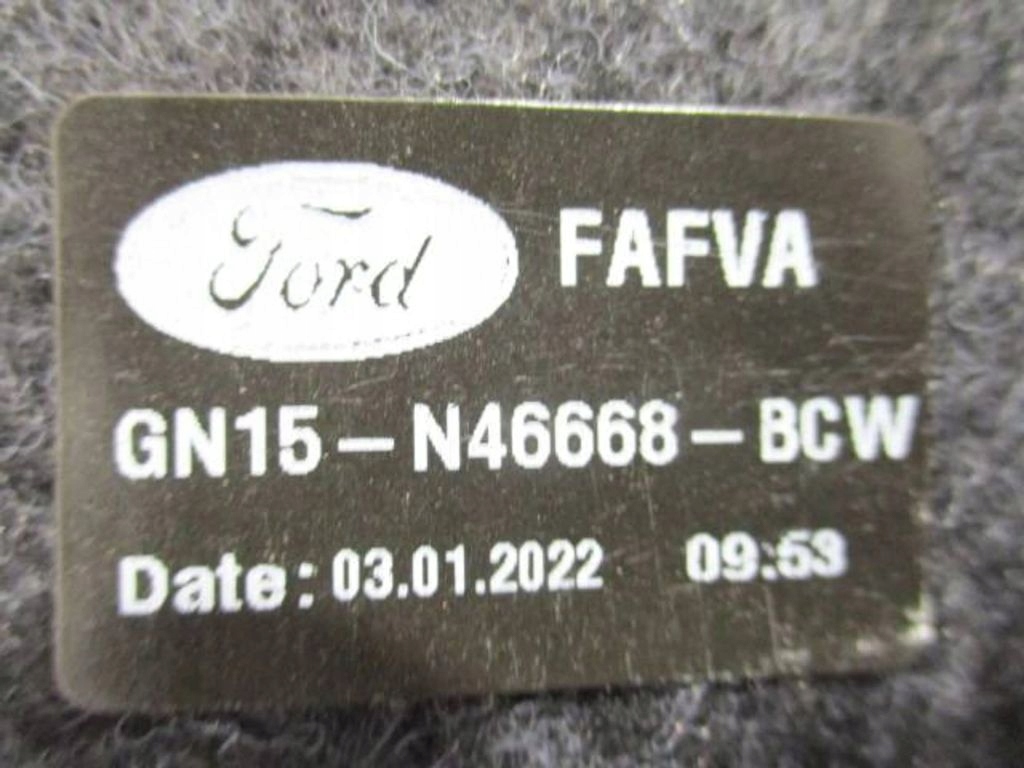 Ford FAFVA
GN15-N46668-BCW
Date: 03.01.2022 09:53